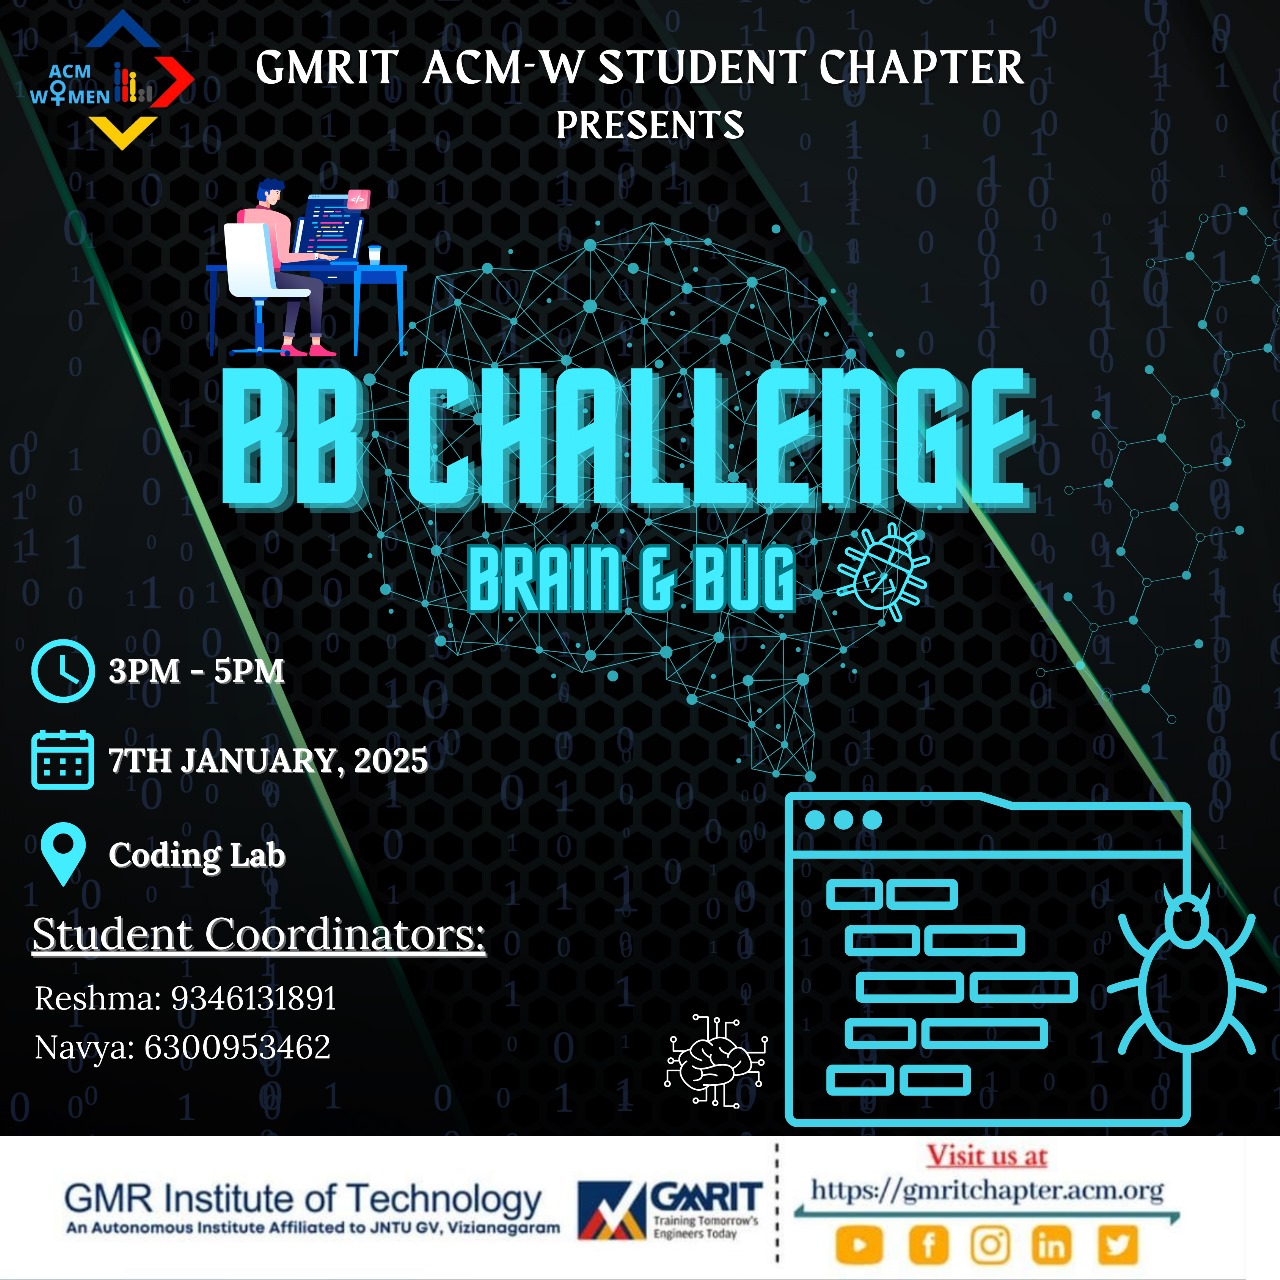 ACM
WOMEN
GMRIT ACM-W STUDENT CHAPTER
PRESENTS
</>
BB CHALLENGE
BRAIN & BUG
</>
3PM - 5PM
7TH JANUARY, 2025
Coding Lab
Student Coordinators:
Reshma: 9346131891
Navya: 6300953462
GMR Institute of Technology
An Autonomous Institute Affiliated to JNTU GV, Vizianagaram
GMRIT
Training Tomorrow's
Engineers Today
Visit us at
https://gmritchapter.acm.org